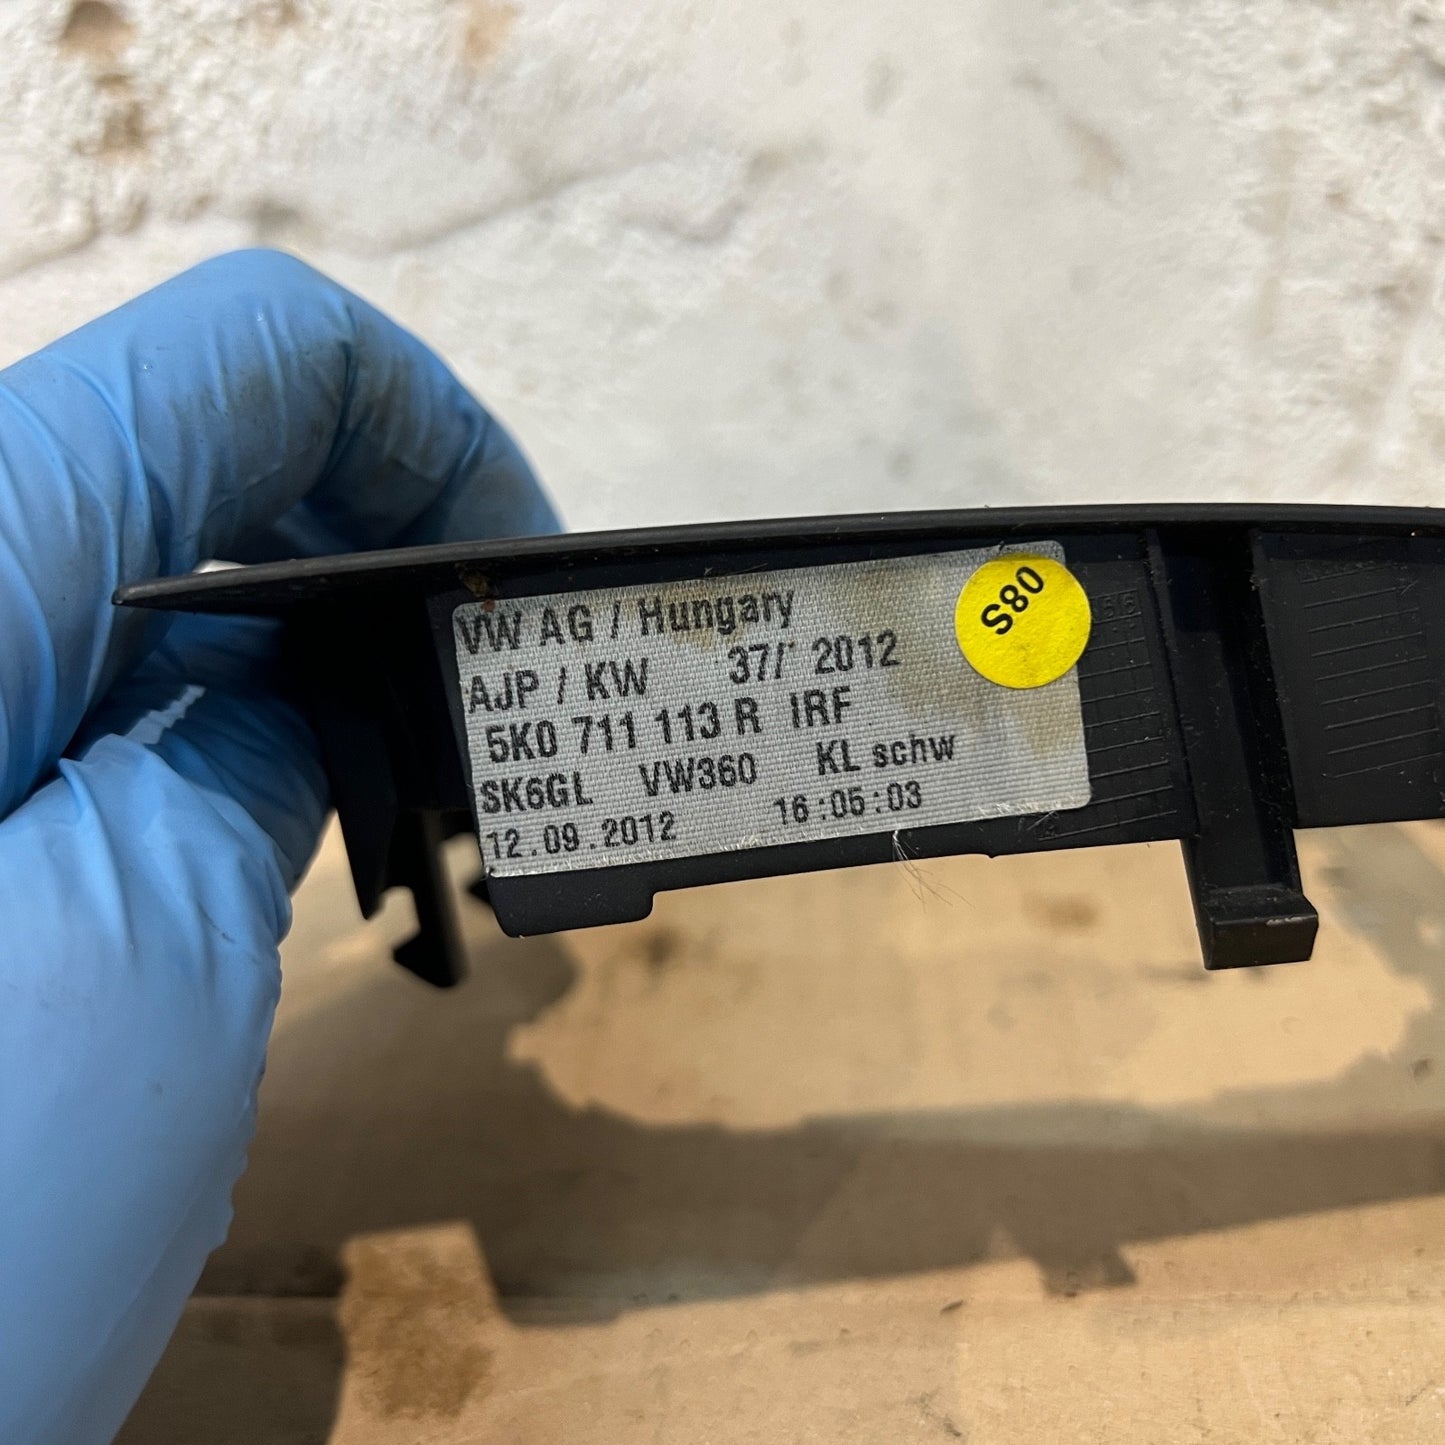 VW AG / Hungary
AJP / KW 37/ 2012
5K0 711 113 R IRF
SK6GL VW360 KL schw
12.09.2012 16:05:03
S80